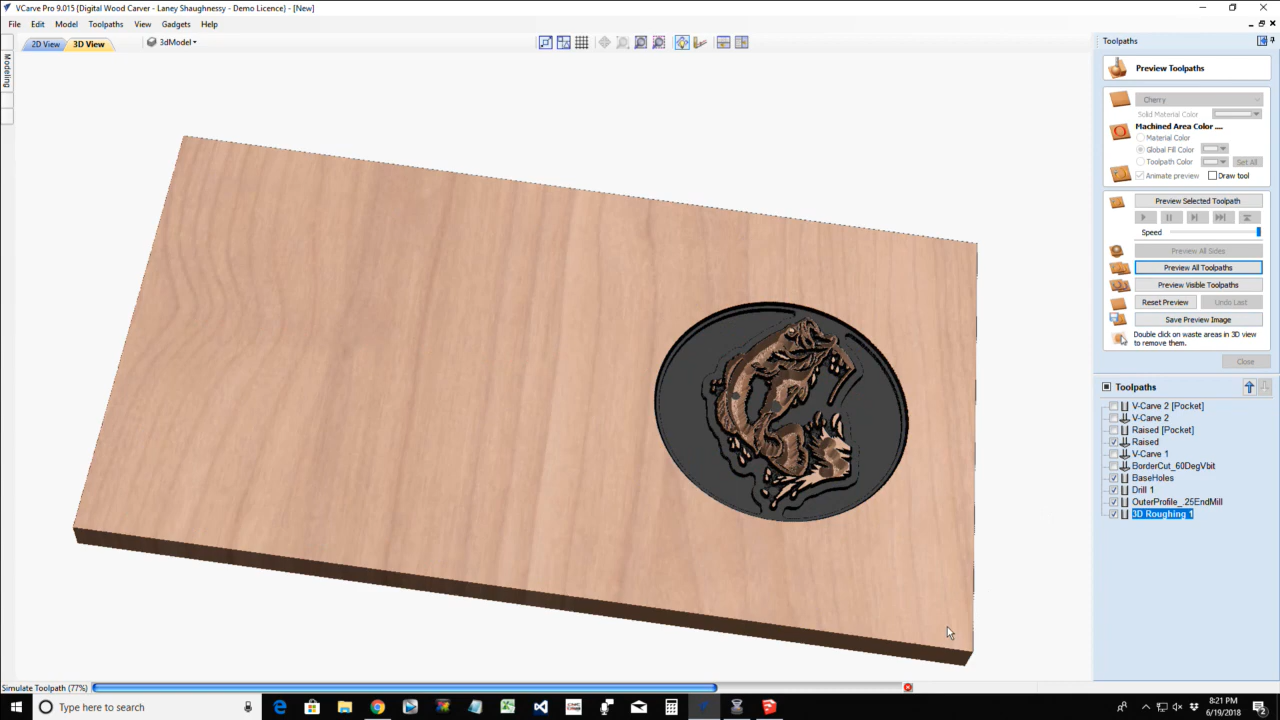 VCarve Pro 9.015 {Digital Wood Carver - Laney Shaughnessy - Demo Licence} - [New]
File Edit Model Toolpaths View Gadgets Help
2D View 3D View 3dModel
Modeling
Toolpaths
Preview Toolpaths
Cherry
Solid Material Color
Machined Area Color ....
Material Color
Global Fill Color
Toolpath Color Set All
Animate preview Draw tool
Preview Selected Toolpath
Speed
Preview All Sides
Preview All Toolpaths
Preview Visible Toolpaths
Reset Preview Undo Last
Save Preview Image
Double click on waste areas in 3D view
to remove them.
Close
Toolpaths
V-Carve 2 [Pocket]
V-Carve 2
Raised [Pocket]
Raised
V-Carve 1
BorderCut_60DegVbit
BaseHoles
Drill 1
OuterProfile_.25EndMill
3D Roughing 1
Simulate Toolpath (77%)
Type here to search
8:21 PM
6/19/2018
2